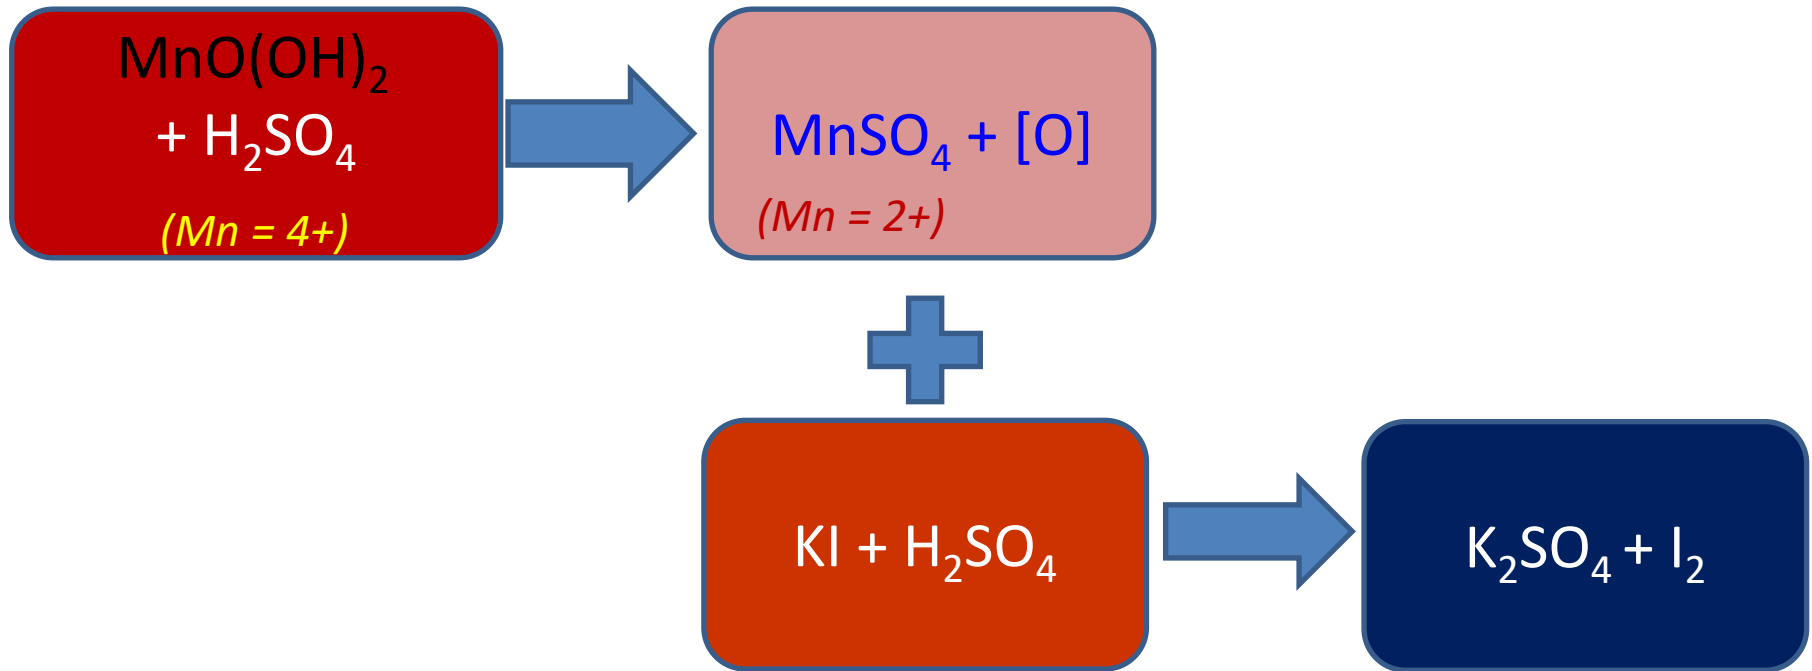 MnO(OH)₂
+ H₂SO₄
(Mn = 4+)
MnSO₄ + [O]
(Mn = 2+)
KI + H₂SO₄
K₂SO₄ + I₂